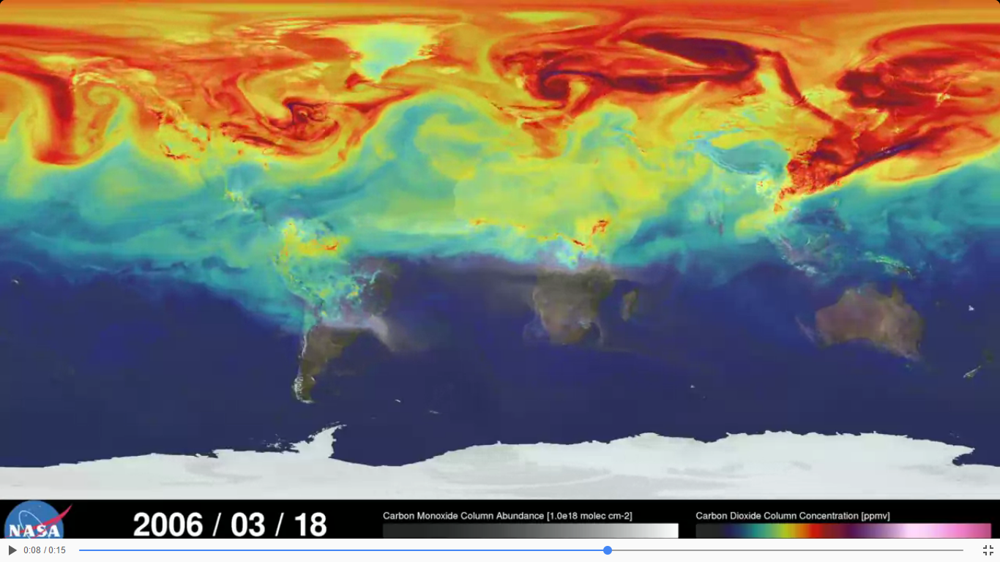 NASA
2006 / 03 / 18
Carbon Monoxide Column Abundance [1.0e18 molec cm-2]
Carbon Dioxide Column Concentration [ppmv]
0:08 / 0:15